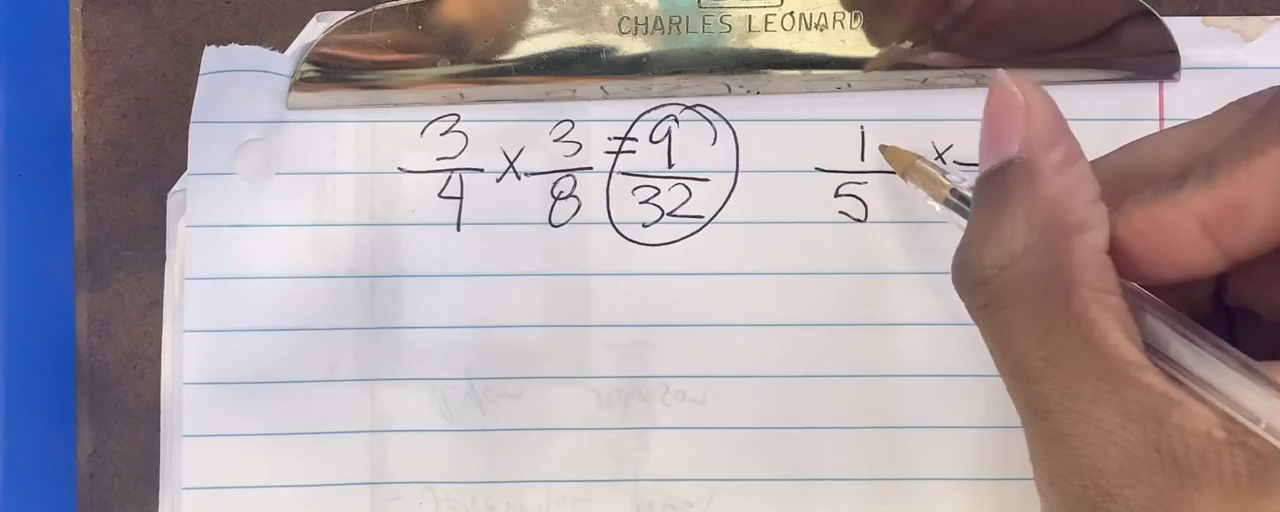 CHARLES LEONARD
3/4 x 3/8 = 9/32
1/5 x